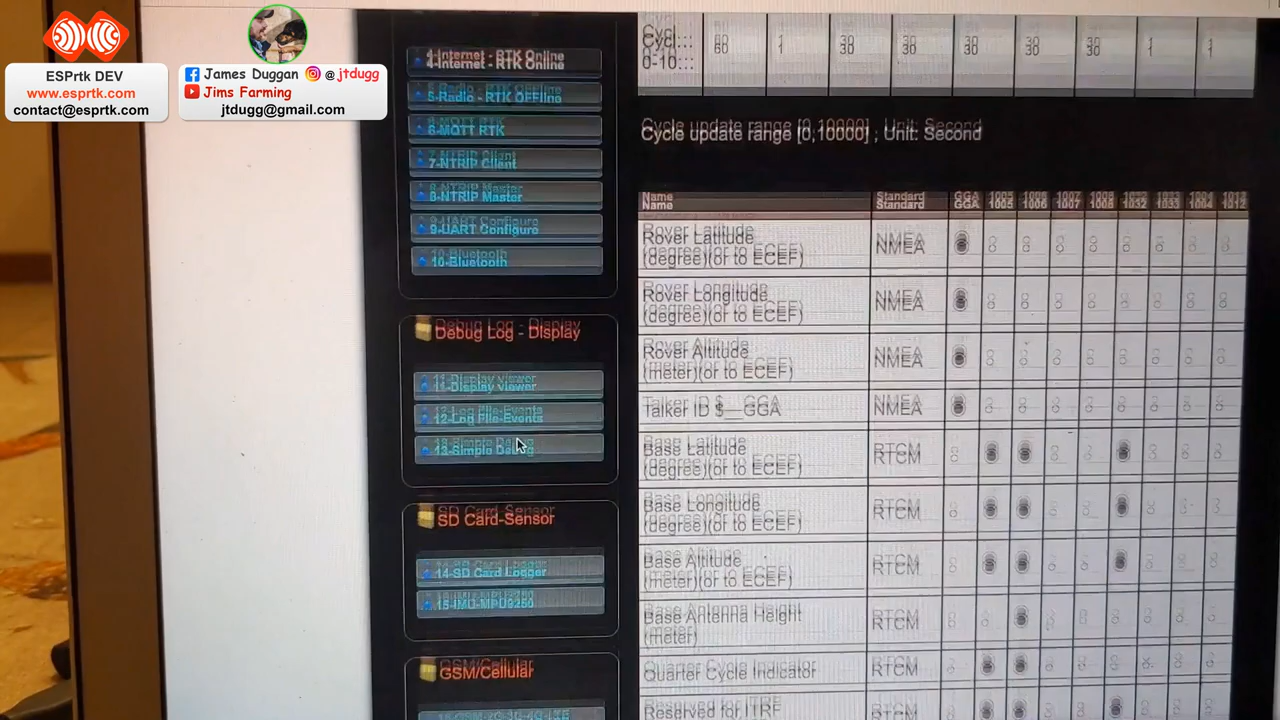 ESPrtk DEV
www.esprtk.com
contact@esprtk.com
James Duggan @jtdugg
Jims Farming
jtdugg@gmail.com
4-Internet - RTK Online
5-Radio - RTK OFFline
6-MQTT RTK
7-NTRIP Client
8-NTRIP Master
9-UART Configure
10-Bluetooth
Debug Log - Display
11-Display viewer
12-Log File-Events
13-Simple Debug
SD Card-Sensor
14-SD Card Logger
15-IMU-MPU9250
GSM/Cellular
0-10::: 60 1 30 30 30 30 30 1 1
Cycle update range [0,10000] , Unit: Second
Name Standard GGA 1005 1006 1007 1008 1032 1033 1004 1012
Rover Latitude
(degree)(or to ECEF) NMEA
Rover Longitude
(degree)(or to ECEF) NMEA
Rover Altitude
(meter)(or to ECEF) NMEA
Talker ID $__GGA NMEA
Base Latitude
(degree)(or to ECEF) RTCM
Base Longitude
(degree)(or to ECEF) RTCM
Base Altitude
(meter)(or to ECEF) RTCM
Base Antenna Height
(meter) RTCM
Quarter Cycle Indicator RTCM
Reserved for ITRF RTCM